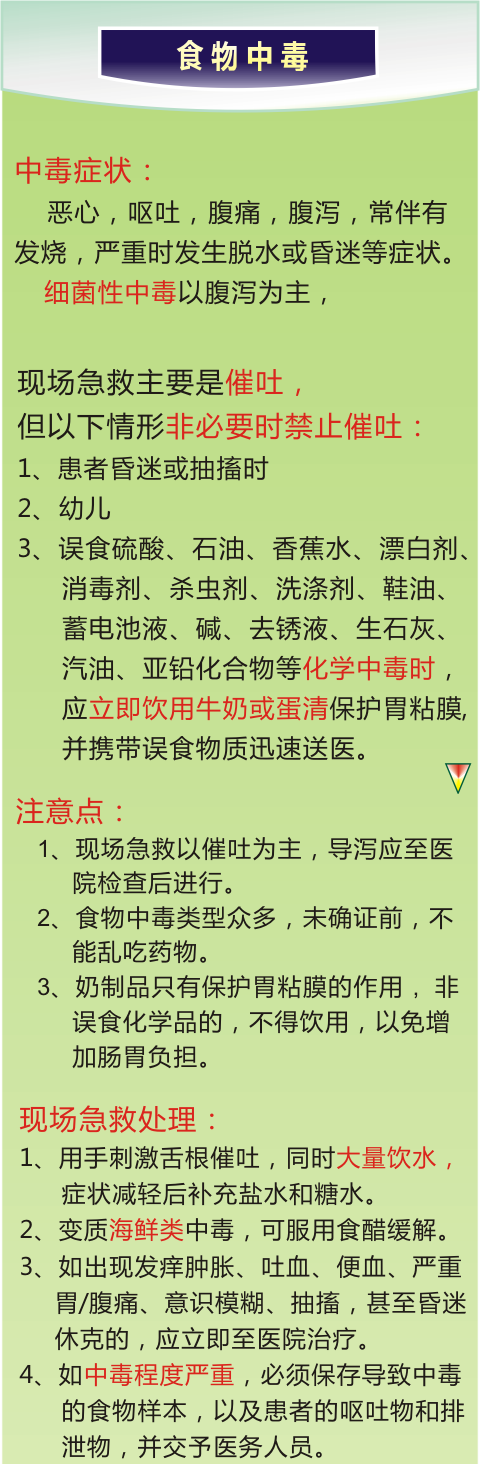 食物中毒
中毒症状：
恶心，呕吐，腹痛，腹泻，常伴有
发烧，严重时发生脱水或昏迷等症状。
细菌性中毒以腹泻为主，
现场急救主要是催吐，
但以下情形非必要时禁止催吐：
1、患者昏迷或抽搐时
2、幼儿
3、误食硫酸、石油、香蕉水、漂白剂、
消毒剂、杀虫剂、洗涤剂、鞋油、
蓄电池液、碱、去锈液、生石灰、
汽油、亚铅化合物等化学中毒时，
应立即饮用牛奶或蛋清保护胃粘膜,
并携带误食物质迅速送医。
注意点：
1、现场急救以催吐为主，导泻应至医
院检查后进行。
2、食物中毒类型众多，未确证前，不
能乱吃药物。
3、奶制品只有保护胃粘膜的作用，非
误食化学品的，不得饮用，以免增
加肠胃负担。
现场急救处理：
1、用手刺激舌根催吐，同时大量饮水，
症状减轻后补充盐水和糖水。
2、变质海鲜类中毒，可服用食醋缓解。
3、如出现发痒肿胀、吐血、便血、严重
胃/腹痛、意识模糊、抽搐，甚至昏迷
休克的，应立即至医院治疗。
4、如中毒程度严重，必须保存导致中毒
的食物样本，以及患者的呕吐物和排
泄物，并交予医务人员。